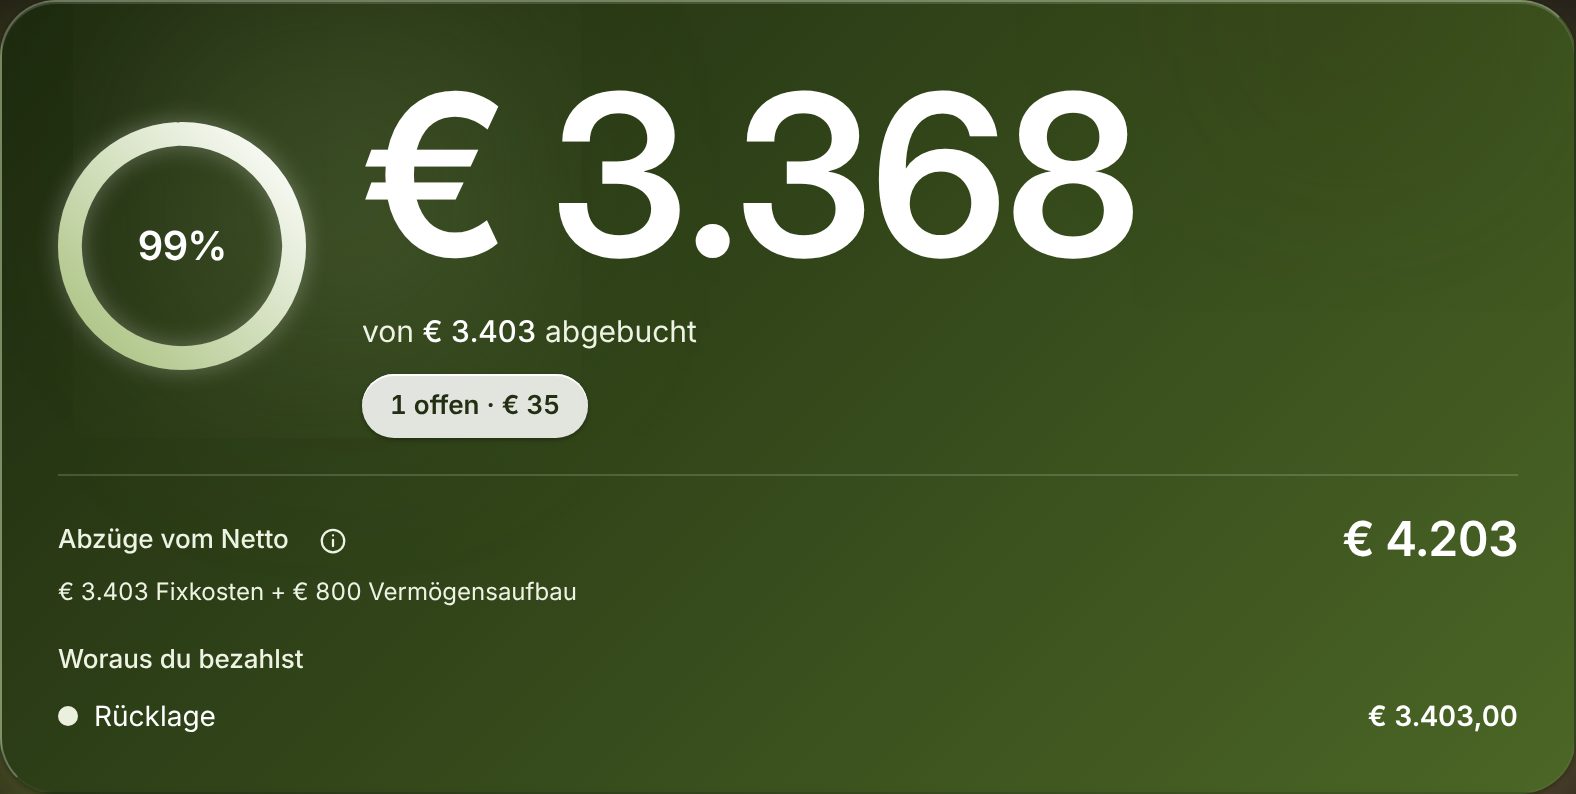 99%
€ 3.368
von € 3.403 abgebucht
1 offen · € 35
Abzüge vom Netto
€ 4.203
€ 3.403 Fixkosten + € 800 Vermögensaufbau
Woraus du bezahlst
Rücklage
€ 3.403,00